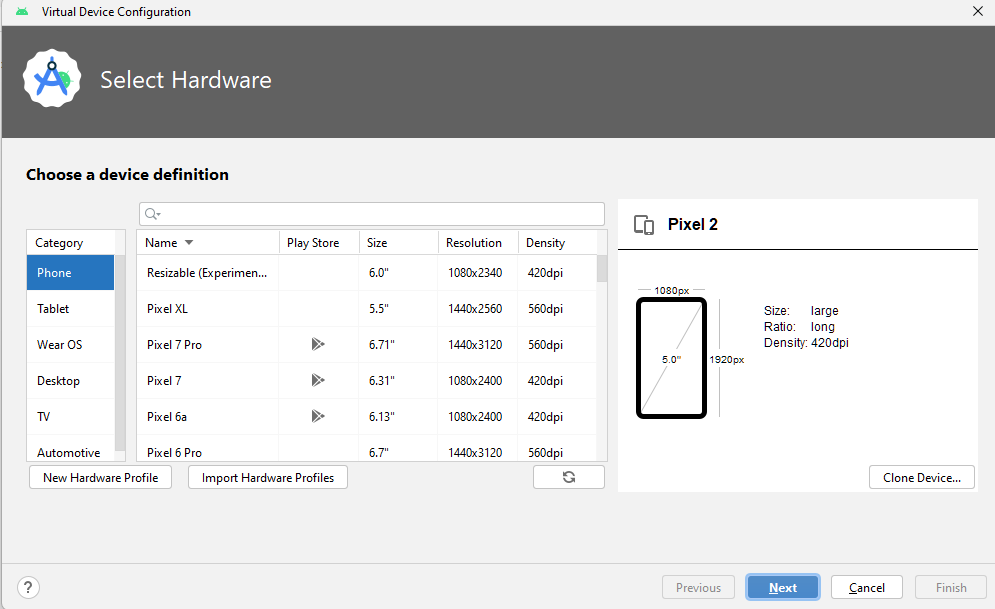 Virtual Device Configuration
Select Hardware
Choose a device definition
Category
Phone
Tablet
Wear OS
Desktop
TV
Automotive
Name Play Store Size Resolution Density
Resizable (Experimen... 6.0" 1080x2340 420dpi
Pixel XL 5.5" 1440x2560 560dpi
Pixel 7 Pro 6.71" 1440x3120 560dpi
Pixel 7 6.31" 1080x2400 420dpi
Pixel 6a 6.13" 1080x2400 420dpi
Pixel 6 Pro 6.7" 1440x3120 560dpi
New Hardware Profile Import Hardware Profiles
Pixel 2
1080px
5.0"
1920px
Size: large
Ratio: long
Density: 420dpi
Clone Device...
? Previous Next Cancel Finish